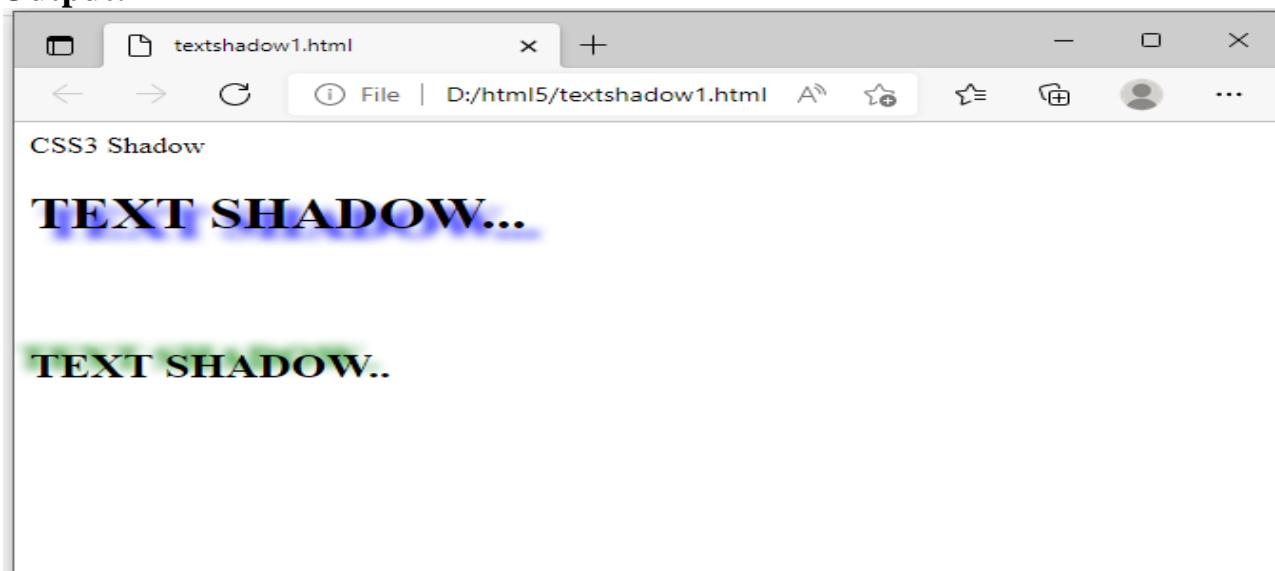 Output:
textshadow1.html
File | D:/html5/textshadow1.html
CSS3 Shadow
TEXT SHADOW...
TEXT SHADOW..